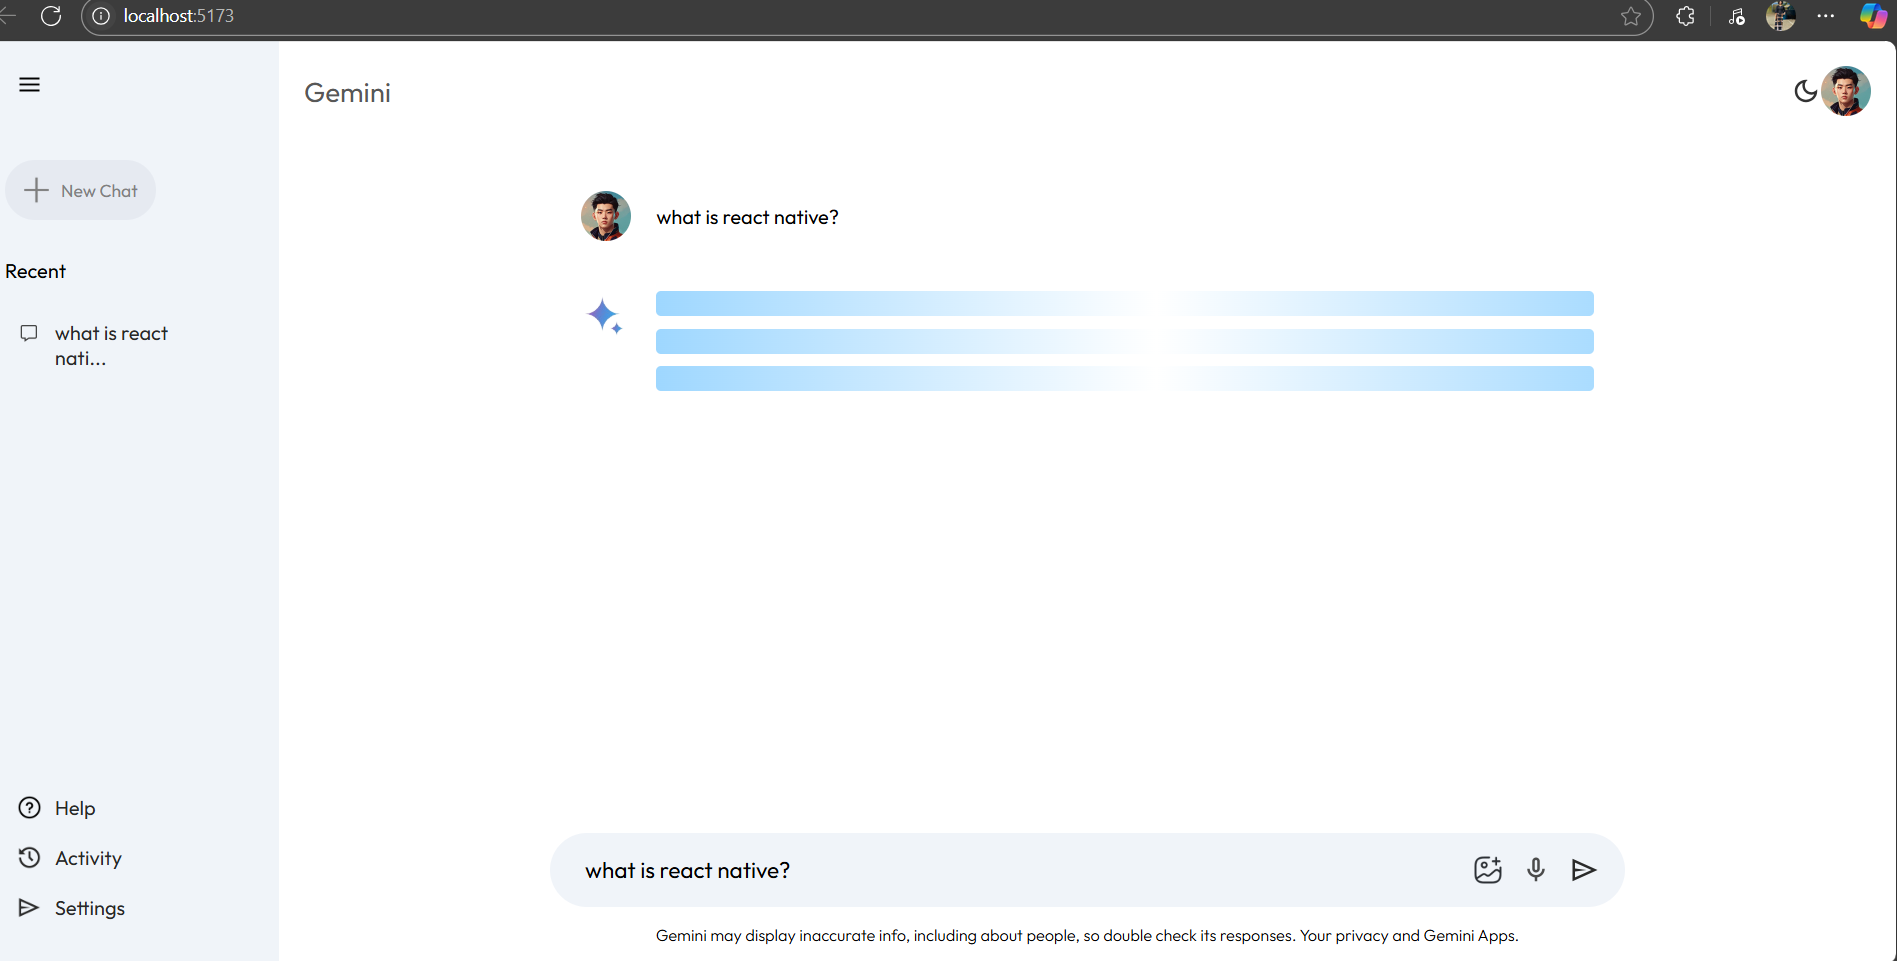 localhost:5173
Gemini
New Chat
what is react native?
Recent
what is react
nati...
Help
Activity
Settings
what is react native?
Gemini may display inaccurate info, including about people, so double check its responses. Your privacy and Gemini Apps.